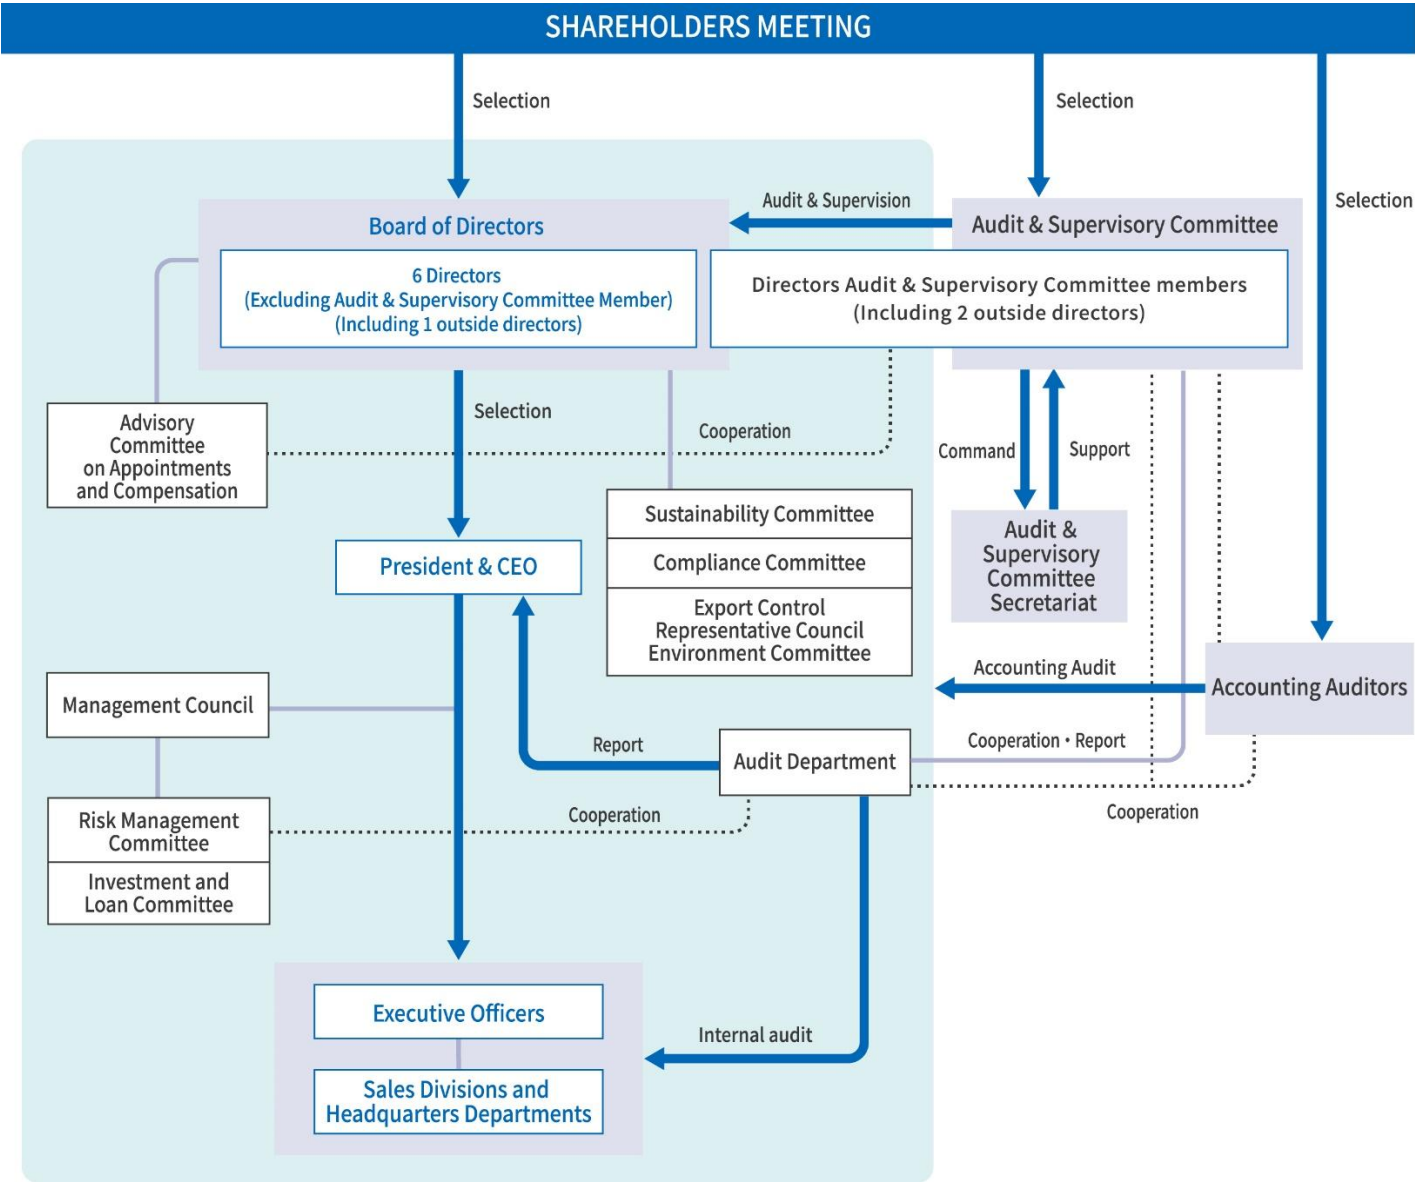 SHAREHOLDERS MEETING
Selection
Selection
Selection
Audit & Supervision
Board of Directors
6 Directors
(Excluding Audit & Supervisory Committee Member)
(Including 1 outside directors)
Audit & Supervisory Committee
Directors Audit & Supervisory Committee members
(Including 2 outside directors)
Selection
Cooperation
Command
Support
Advisory
Committee
on Appointments
and Compensation
Sustainability Committee
Compliance Committee
Export Control
Representative Council
Environment Committee
Audit &
Supervisory
Committee
Secretariat
President & CEO
Accounting Audit
Accounting Auditors
Management Council
Report
Audit Department
Cooperation・Report
Cooperation
Cooperation
Risk Management
Committee
Investment and
Loan Committee
Executive Officers
Internal audit
Sales Divisions and
Headquarters Departments